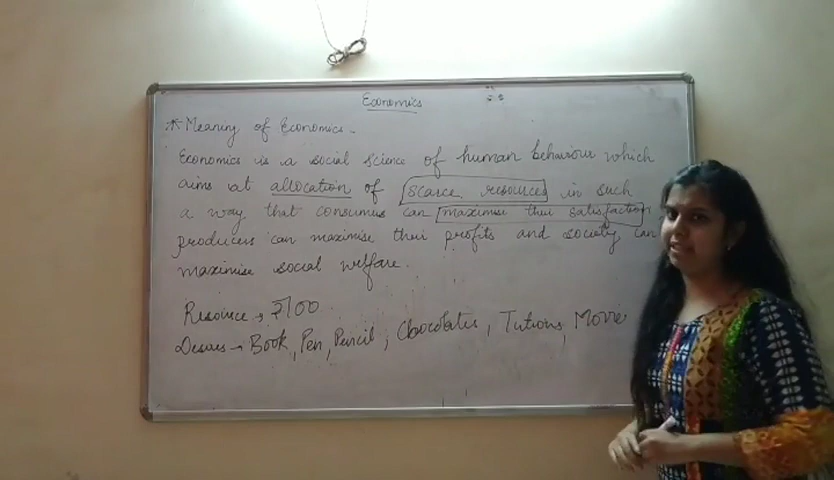 Economics
* Meaning of Economics -
Economics is a social science of human behaviour which
aims at allocation of scarce resources in such
a way that consumers can maximise their satisfaction,
producers can maximise their profits and society can
maximise social welfare.
Resource → ₹100
Desires → Book, Pen, Pencil, Chocolates, Tutions, Movie